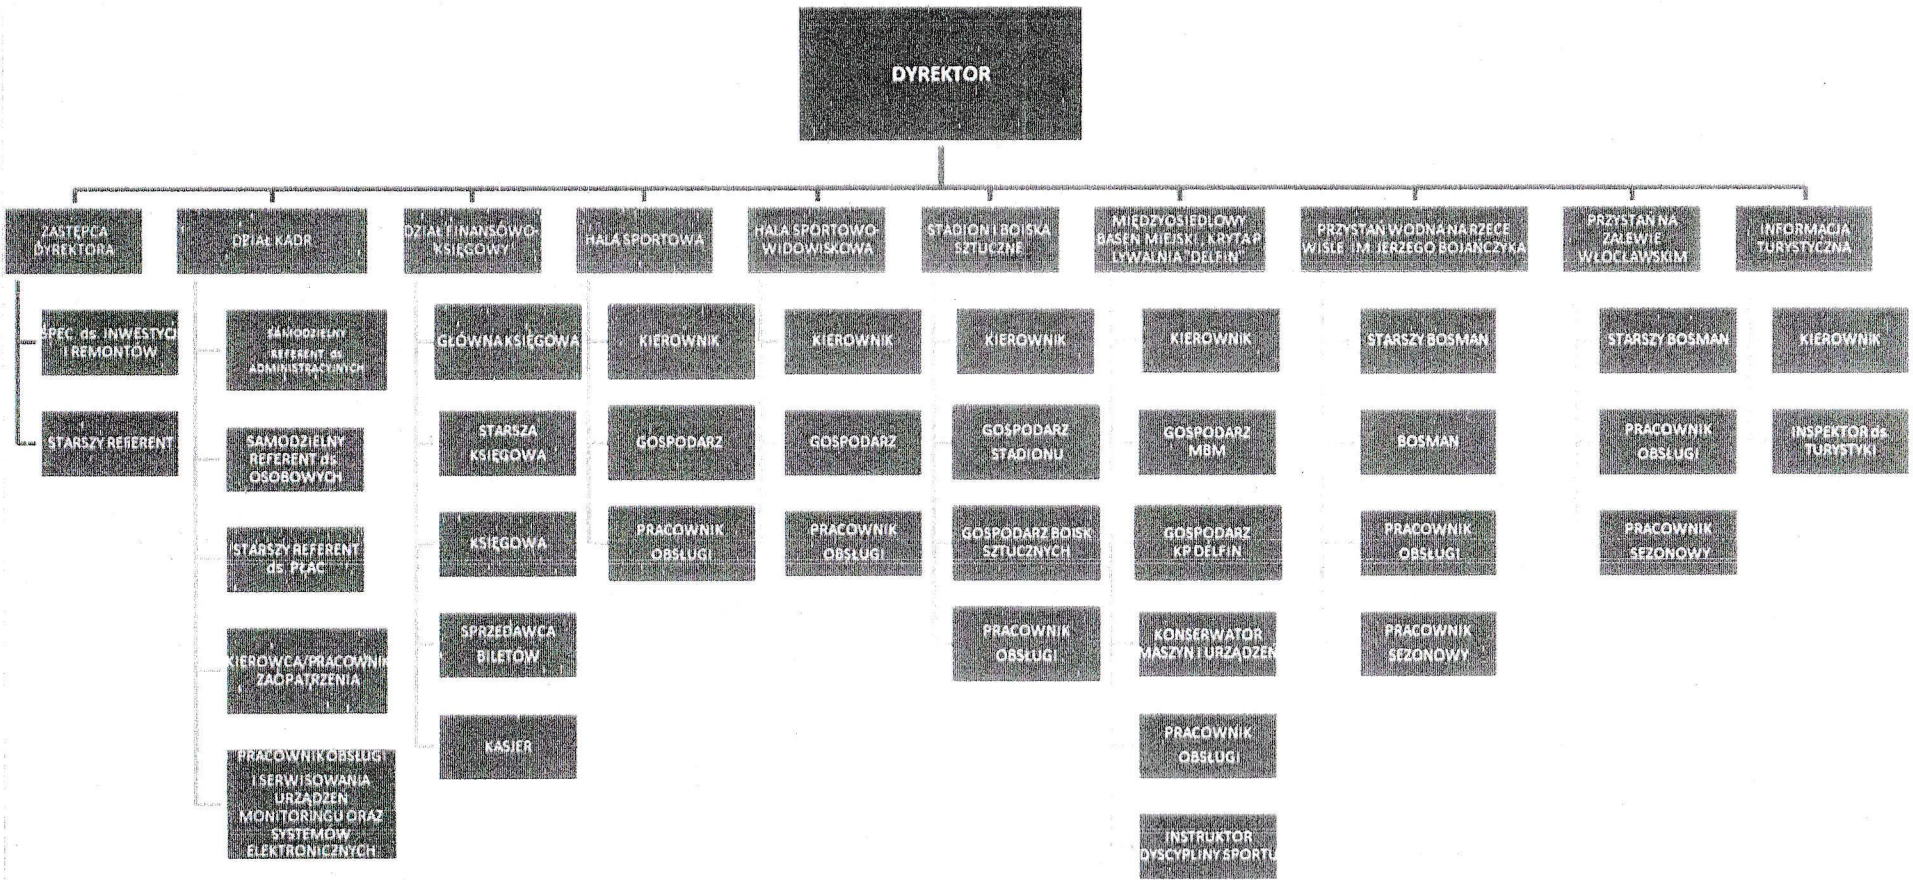 DYREKTOR
ZASTĘPCA
DYREKTORA
SPEC. ds. INWESTYCJI
I REMONTÓW
STARSZY REFERENT
DZIAŁ KADR
SAMODZIELNY
REFERENT ds.
ADMINISTRACYJNYCH
SAMODZIELNY
REFERENT ds.
OSOBOWYCH
STARSZY REFERENT
ds. PŁAC
KIEROWCA/PRACOWNIK
ZAOPATRZENIA
PRACOWNIK OBSŁUGI
I SERWISOWANIA
URZĄDZEŃ
MONITORINGU ORAZ
SYSTEMÓW
ELEKTRONICZNYCH
DZIAŁ FINANSOWO-
KSIĘGOWY
GŁÓWNA KSIĘGOWA
STARSZA
KSIĘGOWA
KSIĘGOWA
SPRZEDAWCA
BILETÓW
KASJER
HALA SPORTOWA
KIEROWNIK
GOSPODARZ
PRACOWNIK
OBSŁUGI
HALA SPORTOWO-
WIDOWISKOWA
KIEROWNIK
GOSPODARZ
PRACOWNIK
OBSŁUGI
STADION I BOISKA
SZTUCZNE
KIEROWNIK
GOSPODARZ
STADIONU
GOSPODARZ BOISK
SZTUCZNYCH
PRACOWNIK
OBSŁUGI
MIĘDZYOSIEDLOWY
BASEN MIEJSKI , KRYTA P
ŁYWALNIA "DELFIN"
KIEROWNIK
GOSPODARZ
MBM
GOSPODARZ
KP DELFIN
KONSERWATOR
MASZYN I URZĄDZEŃ
PRACOWNIK
OBSŁUGI
INSTRUKTOR
DYSCYPLINY SPORTU
PRZYSTAŃ WODNA NA RZECE
WIŚLE IM. JERZEGO BOJAŃCZYKA
STARSZY BOSMAN
BOSMAN
PRACOWNIK
OBSŁUGI
PRACOWNIK
SEZONOWY
PRZYSTAŃ NA
ZALEWIE
WŁOCŁAWSKIM
STARSZY BOSMAN
PRACOWNIK
OBSŁUGI
PRACOWNIK
SEZONOWY
INFORMACJA
TURYSTYCZNA
KIEROWNIK
INSPEKTOR ds.
TURYSTYKI